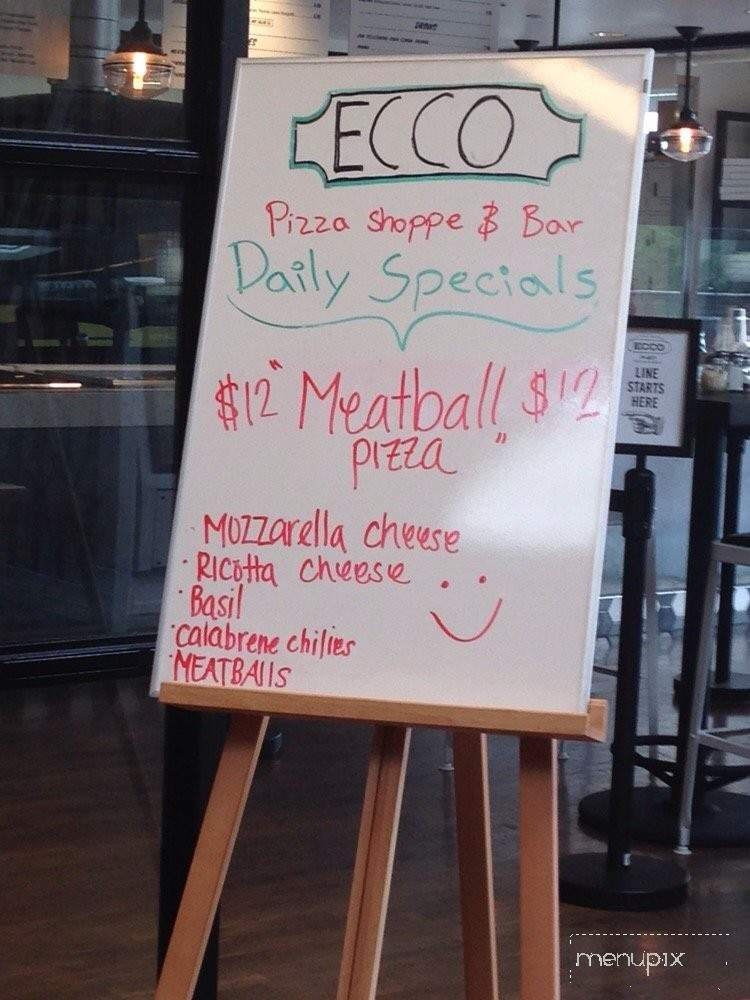 ECCO
Pizza shoppe & Bar
Daily Specials
$12 "Meatball $12
pizza"
· Mozzarella cheese
· Ricotta cheese
· Basil
· calabrene chilies
· MEATBAlls
ECCO
LINE
STARTS
HERE
DRINKS
menupix